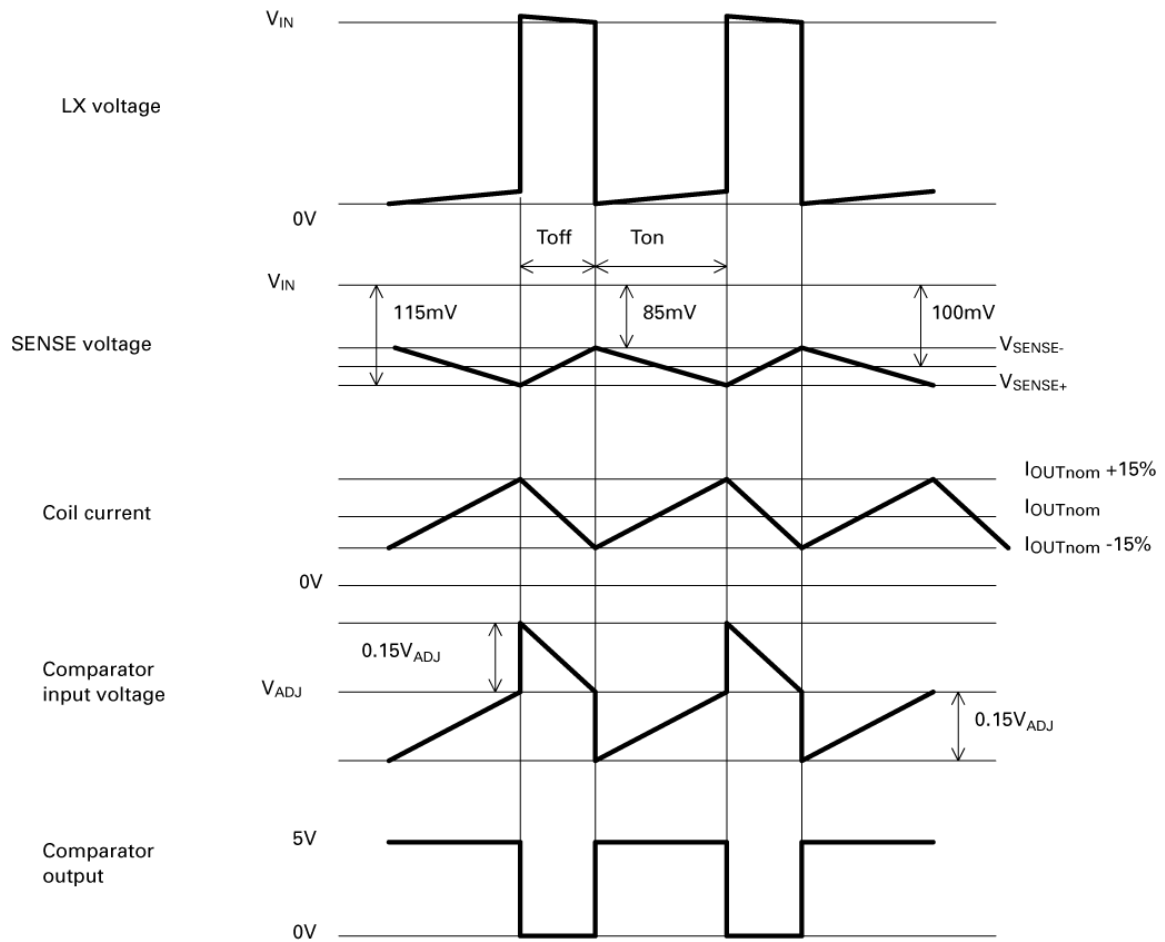 VIN
LX voltage
0V
Toff
Ton
VIN
115mV
85mV
100mV
SENSE voltage
VSENSE-
VSENSE+
IOUTnom +15%
Coil current
IOUTnom
IOUTnom -15%
0V
0.15VADJ
Comparator
input voltage
VADJ
0.15VADJ
5V
Comparator
output
0V